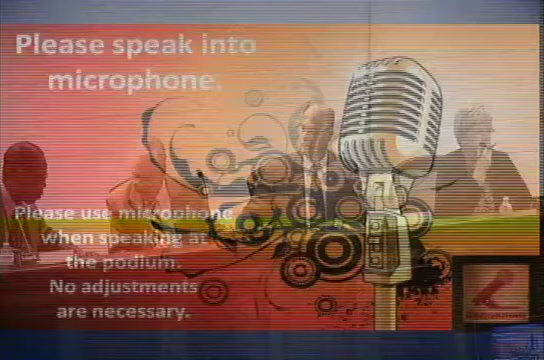 Please speak into
microphone.
Please use microphone
when speaking at
the podium.
No adjustments
are necessary.